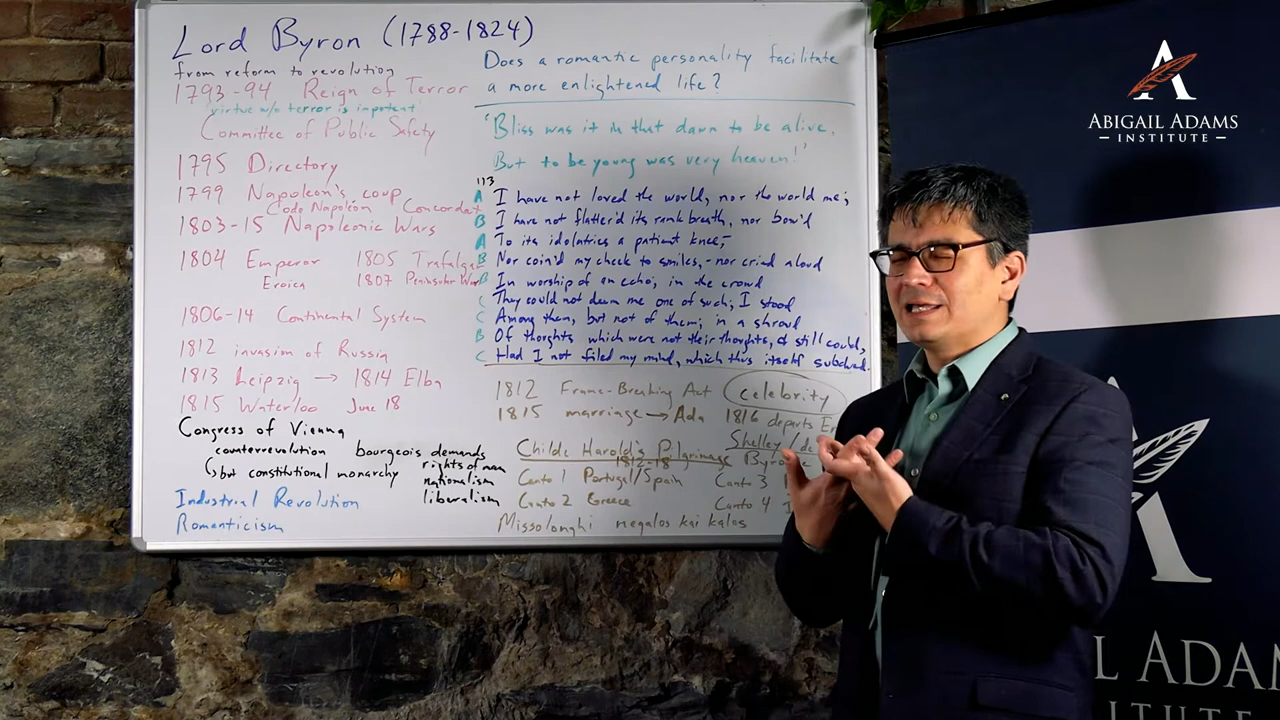 Lord Byron (1788-1824)
from reform to revolution
1793-94 Reign of Terror
'virtue w/o terror is impotent'
Committee of Public Safety
1795 Directory
1799 Napoleon's coup
Code Napoléon Concordat
1803-15 Napoleonic Wars
1804 Emperor 1805 Trafalgar
Eroica 1807 Peninsular War
1806-14 Continental System
1812 invasion of Russia
1813 Leipzig → 1814 Elba
1815 Waterloo June 18
Congress of Vienna
counterrevolution bourgeois demands
but constitutional monarchy rights of man
nationalism
liberalism
Industrial Revolution
Romanticism
Does a romantic personality facilitate
a more enlightened life?
'Bliss was it in that dawn to be alive,
But to be young was very heaven!'
113
A I have not loved the world, nor the world me;
B I have not flatter'd its rank breath, nor bow'd
A To its idolatries a patient knee,-
B Nor coin'd my cheek to smiles,- nor cried aloud
B In worship of an echo; in the crowd
C They could not deem me one of such; I stood
C Among them, but not of them; in a shroud
B Of thoughts which were not their thoughts, & still could,
C Had I not filed my mind, which thus itself subdued.
1812 Frame-Breaking Act celebrity
1815 marriage → Ada 1816 departs
Childe Harold's Pilgrimage Shelley/de
1812-18
Canto 1 Portugal/Spain Canto 3
Canto 2 Greece Canto 4
Missolonghi megalos kai kalos
A
ABIGAIL ADAMS
INSTITUTE
L ADA
ITUTE